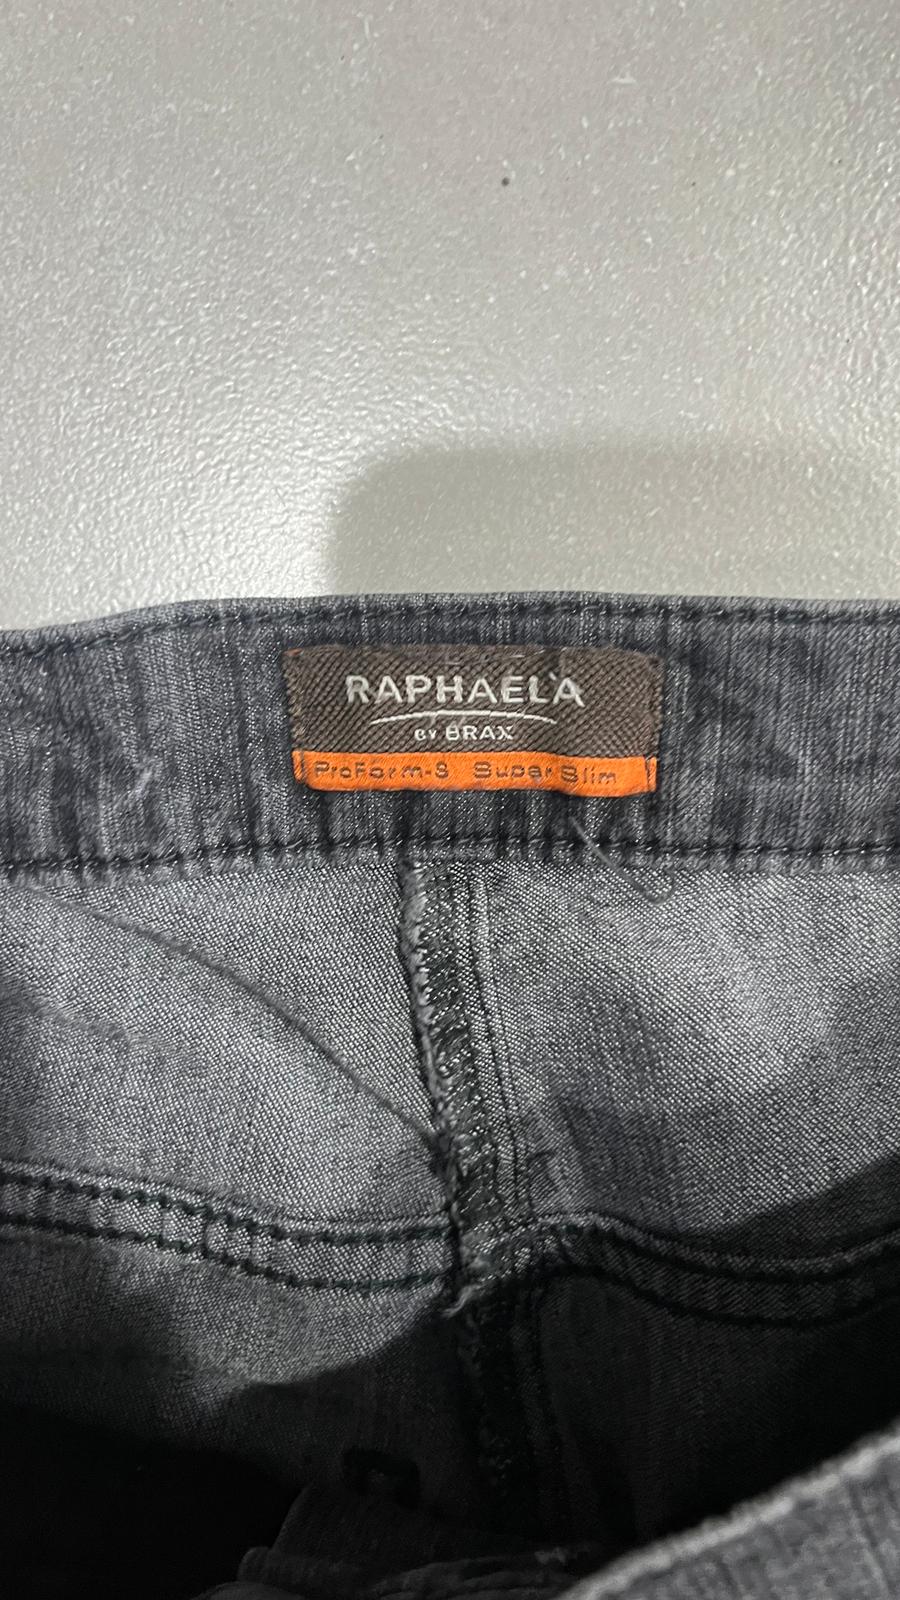 RAPHAELA
BY BRAX
ProForm-S Super Slim